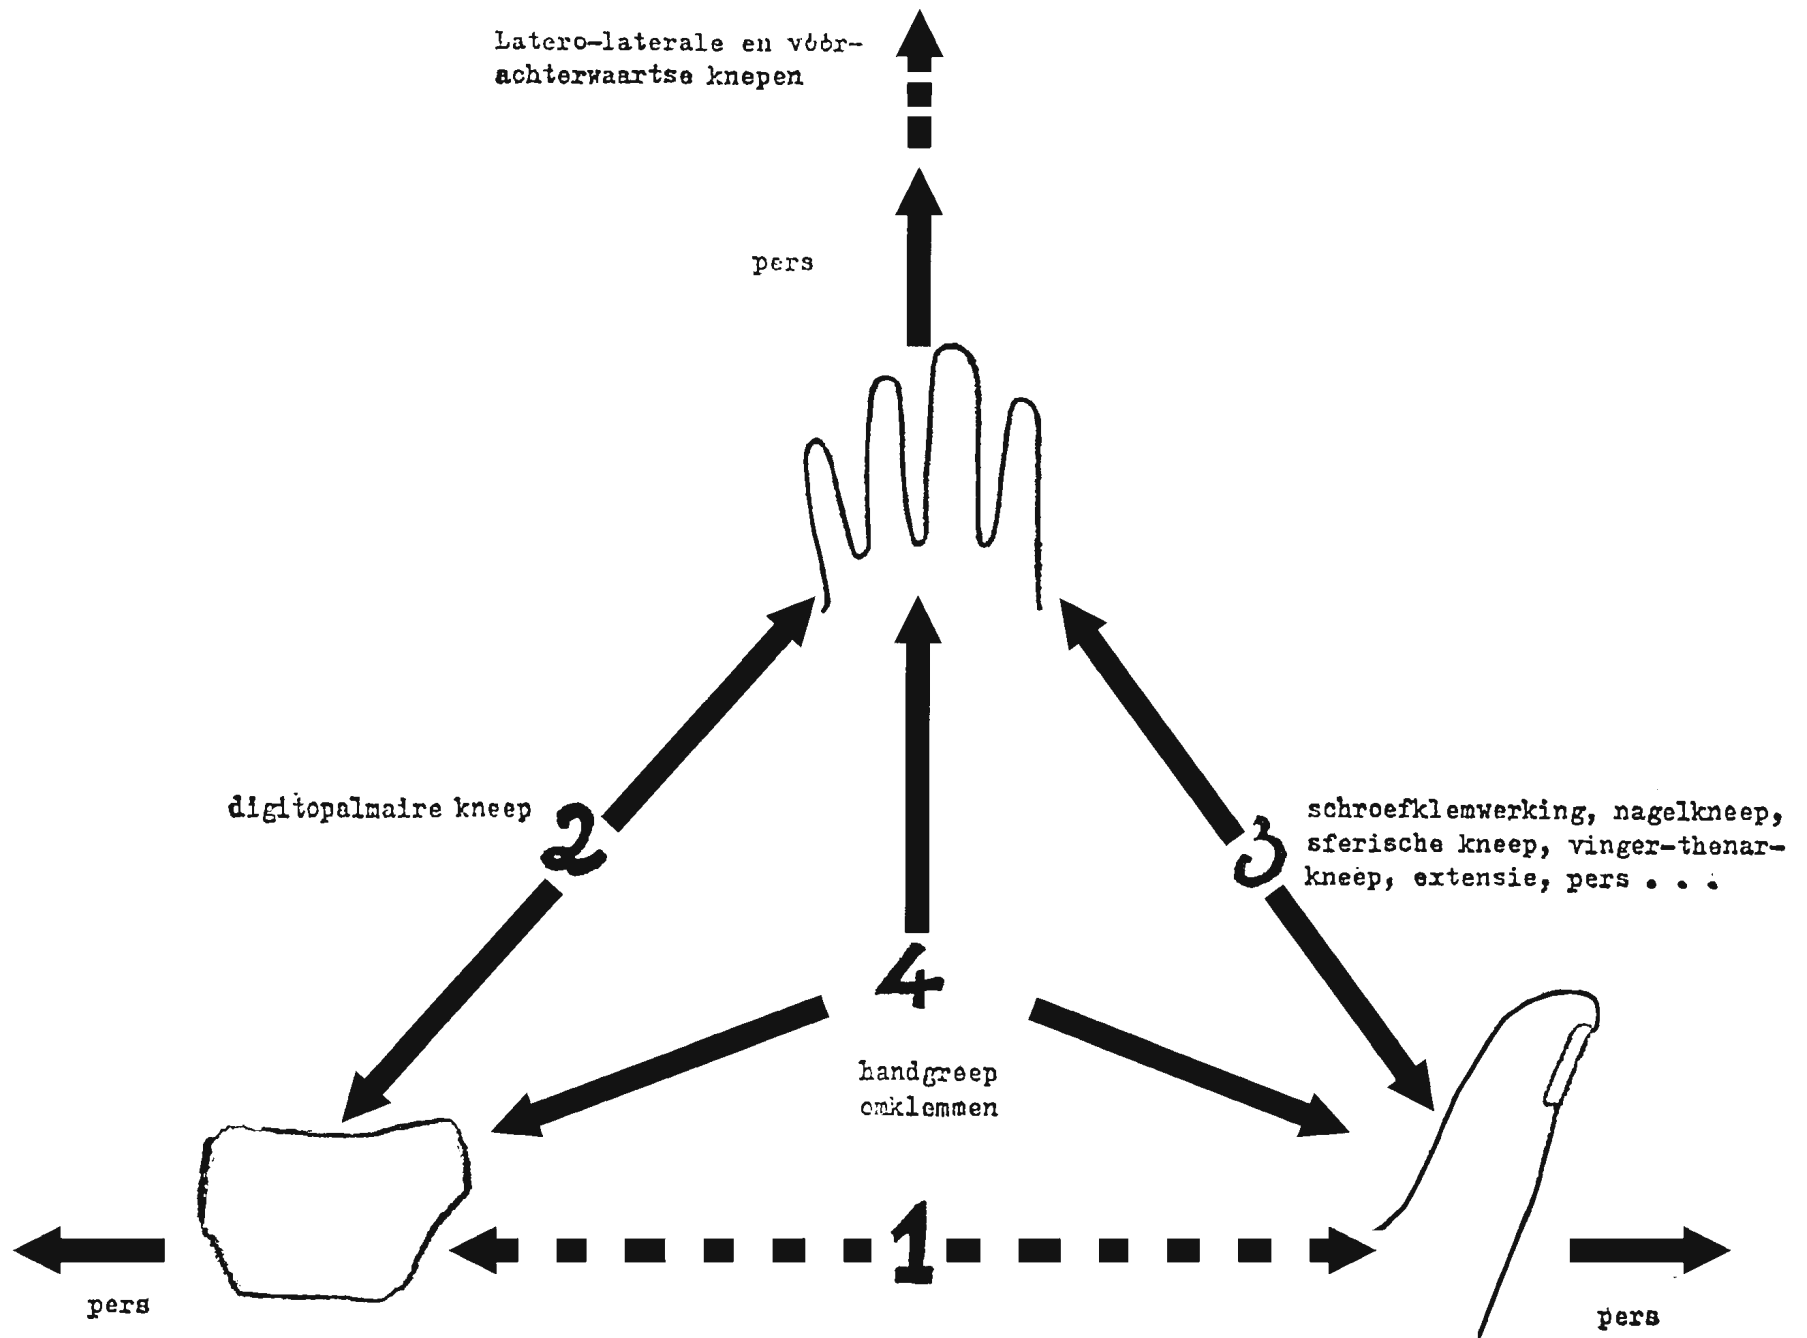 Latero-laterale en vóór-
achterwaartse knepen
pers
digitopalmaire kneep
2
3
schroefklemwerking, nagelkneep,
sferische kneep, vinger-thenar-
kneep, extensie, pers . . .
4
handgreep
omklemmen
1
pers
pers